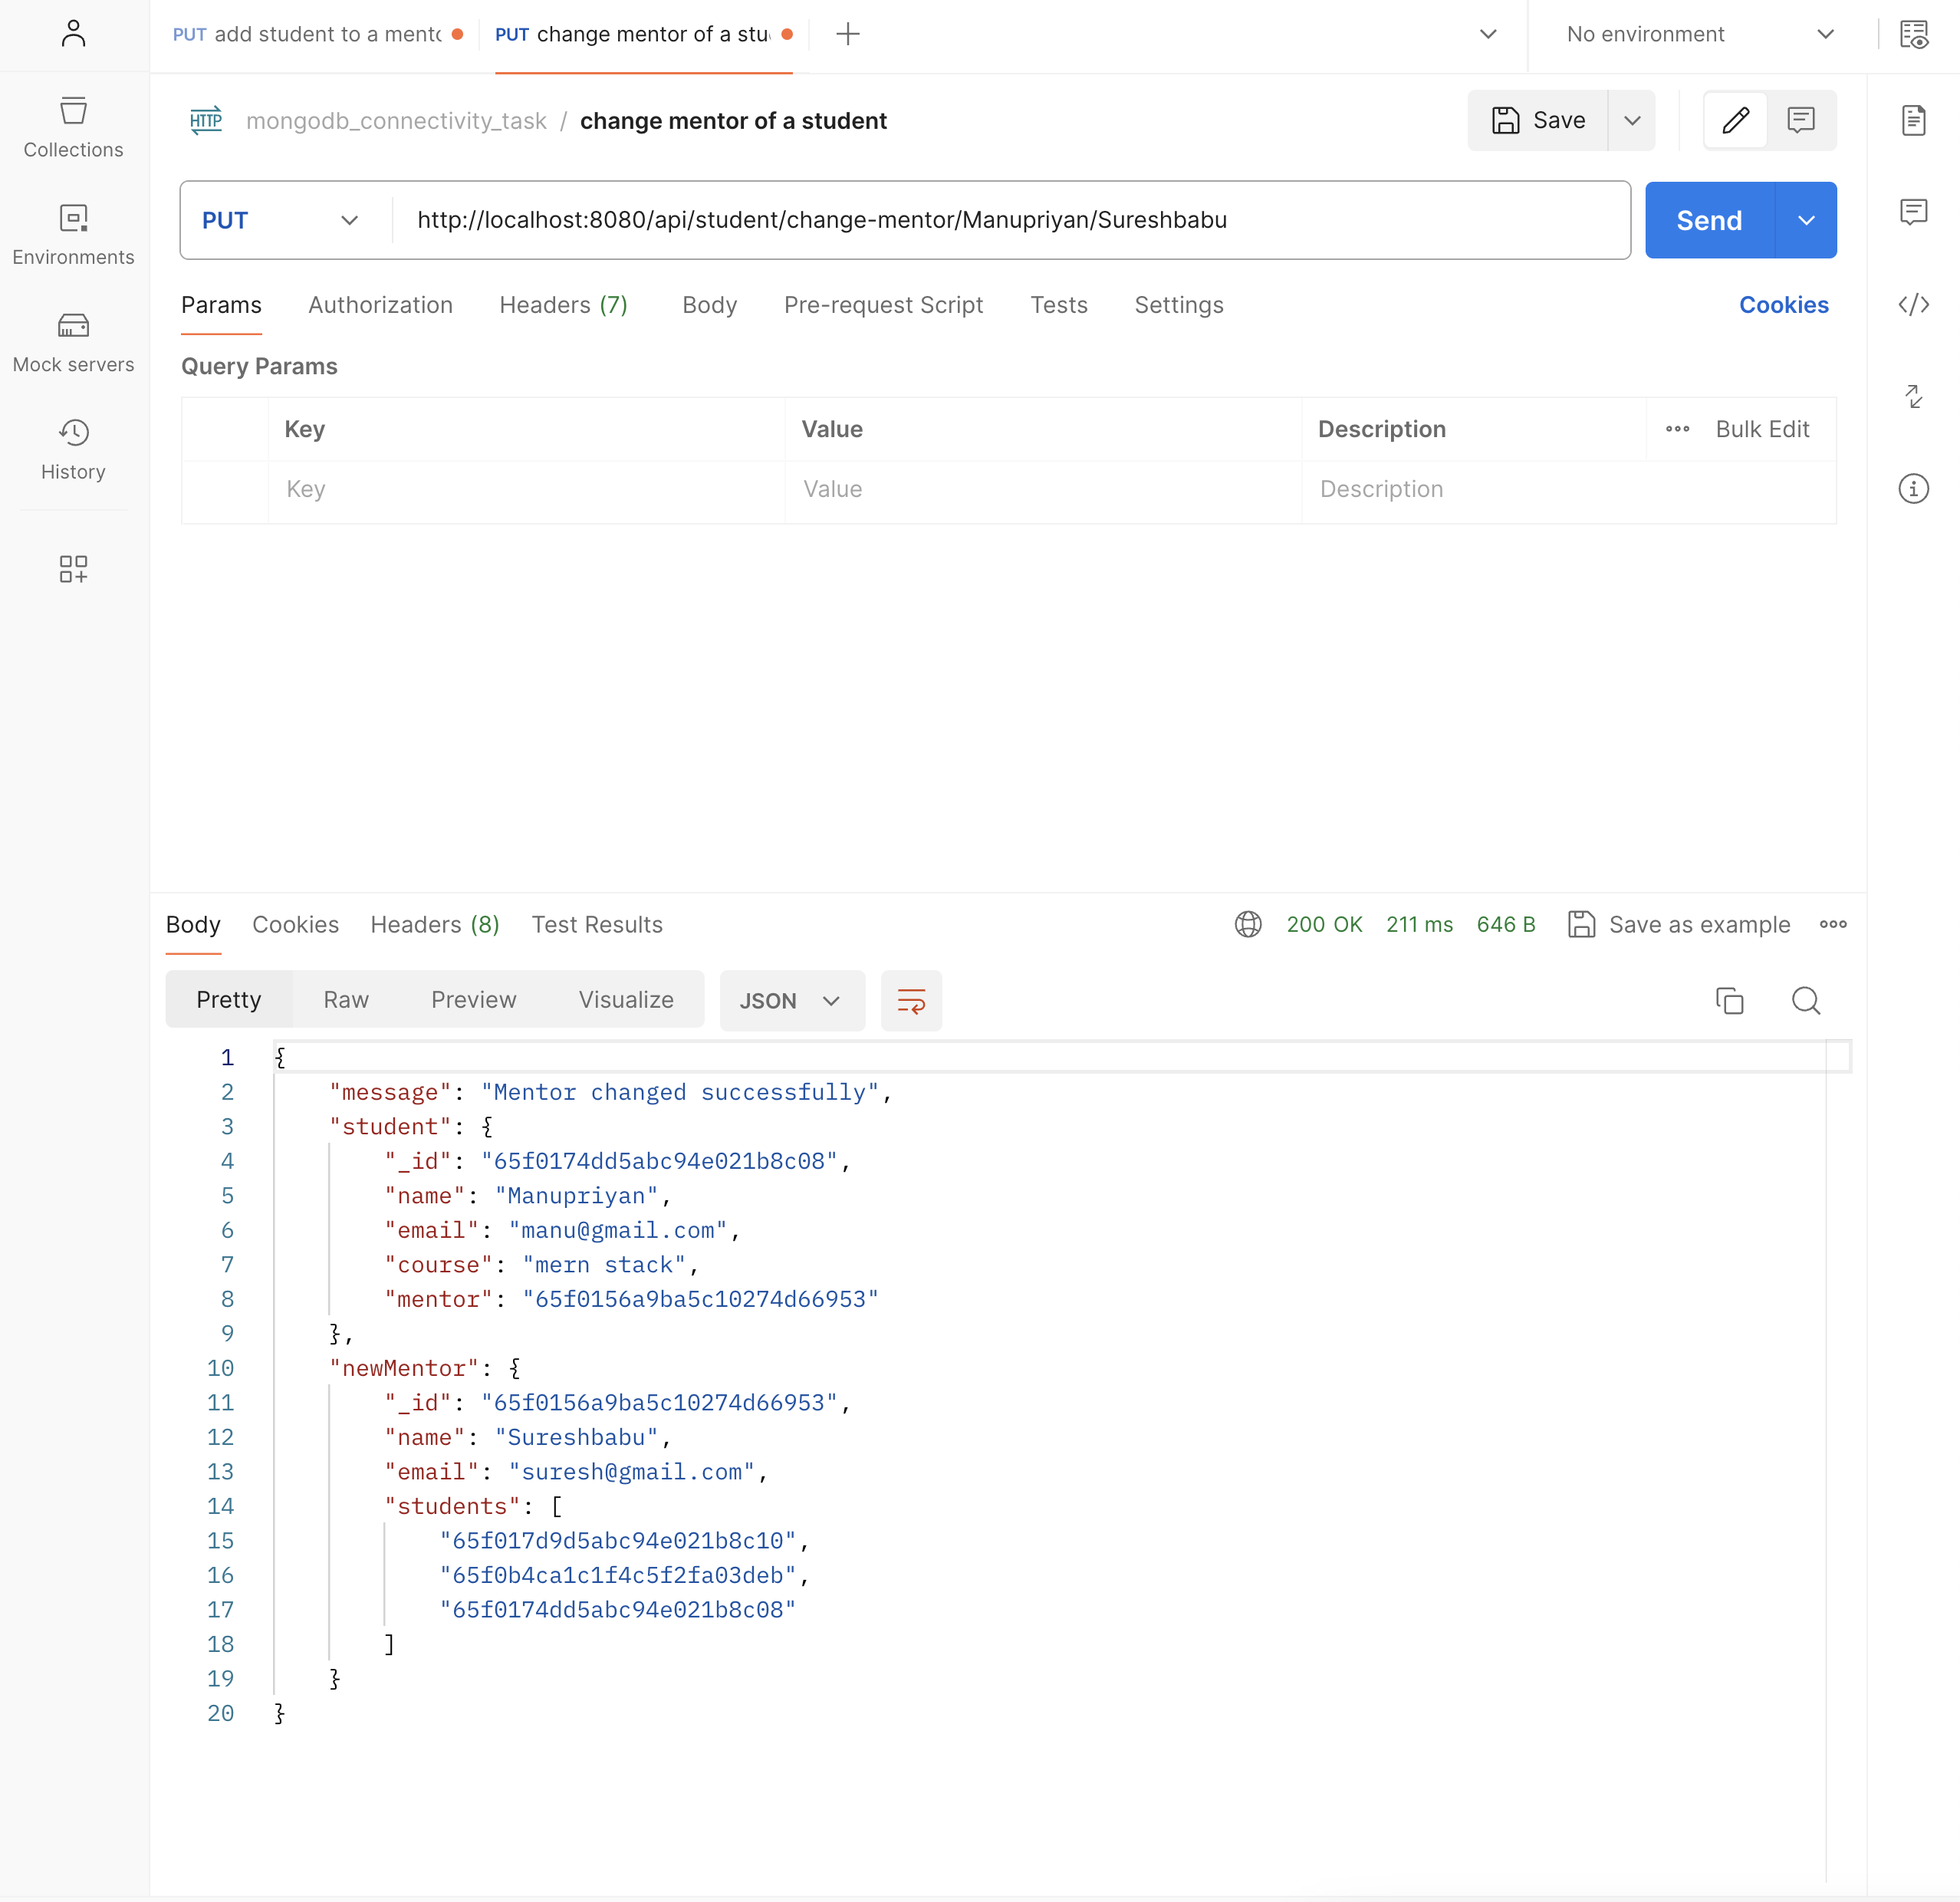 PUT add student to a mento
PUT change mentor of a stu
No environment
Collections
Environments
Mock servers
History
HTTP mongodb_connectivity_task / change mentor of a student
Save
PUT http://localhost:8080/api/student/change-mentor/Manupriyan/Sureshbabu
Send
Params Authorization Headers (7) Body Pre-request Script Tests Settings Cookies
Query Params
Key Value Description Bulk Edit
Key Value Description
Body Cookies Headers (8) Test Results 200 OK 211 ms 646 B Save as example
Pretty Raw Preview Visualize JSON
1 {
2 "message": "Mentor changed successfully",
3 "student": {
4 "_id": "65f0174dd5abc94e021b8c08",
5 "name": "Manupriyan",
6 "email": "manu@gmail.com",
7 "course": "mern stack",
8 "mentor": "65f0156a9ba5c10274d66953"
9 },
10 "newMentor": {
11 "_id": "65f0156a9ba5c10274d66953",
12 "name": "Sureshbabu",
13 "email": "suresh@gmail.com",
14 "students": [
15 "65f017d9d5abc94e021b8c10",
16 "65f0b4ca1c1f4c5f2fa03deb",
17 "65f0174dd5abc94e021b8c08"
18 ]
19 }
20 }